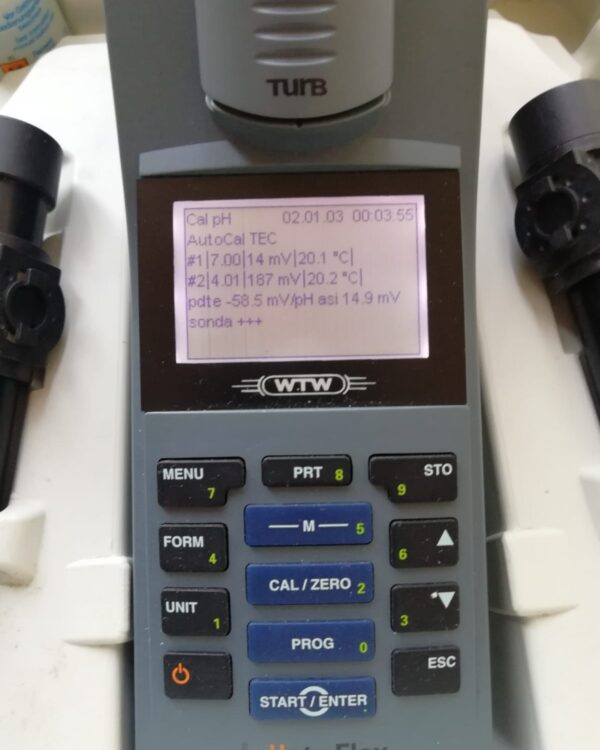 TURB
Cal pH 02.01.03 00:03:55
AutoCal TEC
#1|7.00|14 mV|20.1 °C|
#2|4.01|187 mV|20.2 °C|
pdte -58.5 mV/pH asi 14.9 mV
sonda +++
WTW
MENU 7
PRT 8
STO 9
M 5
FORM 4
▲ 6
CAL / ZERO 2
UNIT 1
▼ 3
PROG 0
ESC
START / ENTER .